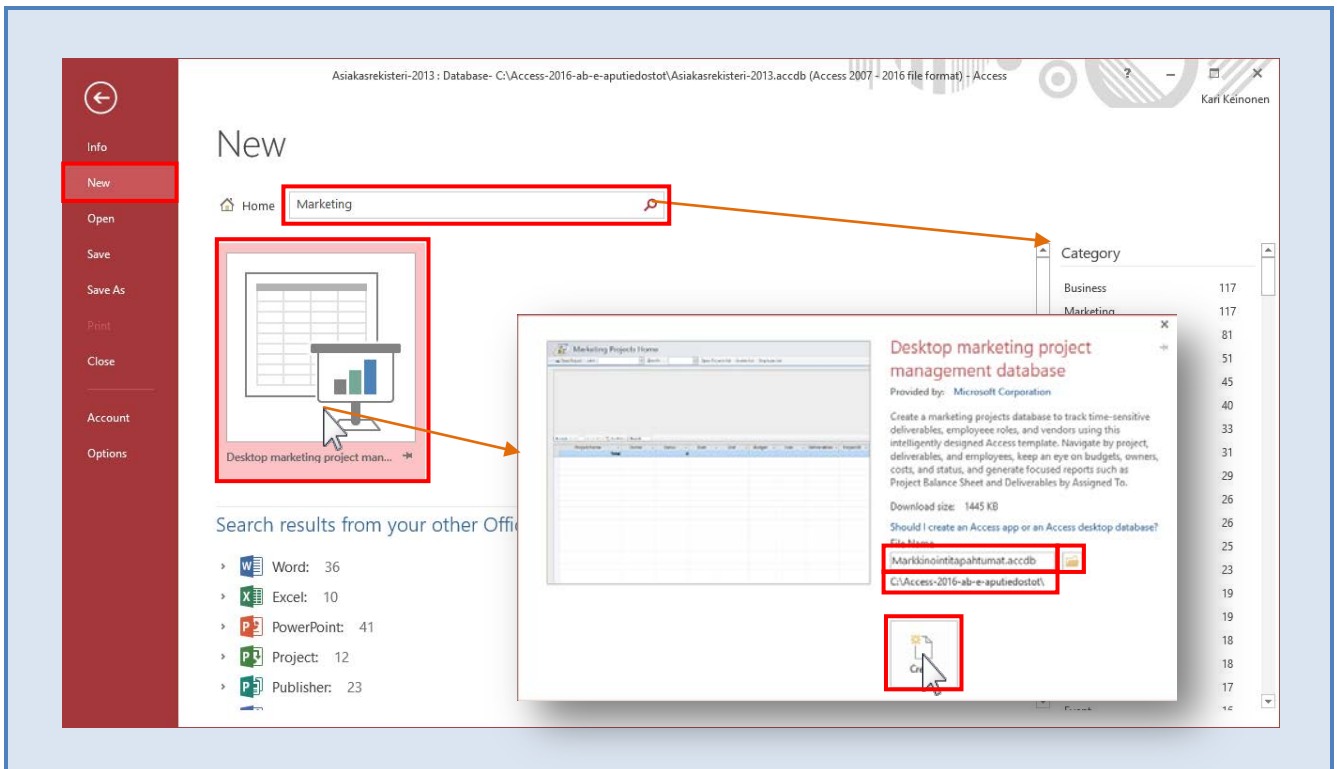 Asiakasrekisteri-2013 : Database- C:\Access-2016-ab-e-aputiedostot\Asiakasrekisteri-2013.accdb (Access 2007 - 2016 file format) - Access
?
Kari Keinonen
Info
New
Open
Save
Save As
Print
Close
Account
Options
New
Home
Marketing
Desktop marketing project man...
Search results from your other Offi
Word: 36
Excel: 10
PowerPoint: 41
Project: 12
Publisher: 23
Category
Business 117
Marketing 117
81
51
45
40
33
31
29
26
26
25
23
19
19
18
18
17
Event 16
Marketing Projects Home
Total
Desktop marketing project
management database
Provided by: Microsoft Corporation
Create a marketing projects database to track time-sensitive
deliverables, employeee roles, and vendors using this
intelligently designed Access template. Navigate by project,
deliverables, and employees, keep an eye on budgets, owners,
costs, and status, and generate focused reports such as
Project Balance Sheet and Deliverables by Assigned To.
Download size: 1445 KB
Should I create an Access app or an Access desktop database?
File Name
Markkinointitapahtumat.accdb
C:\Access-2016-ab-e-aputiedostot\
Cre